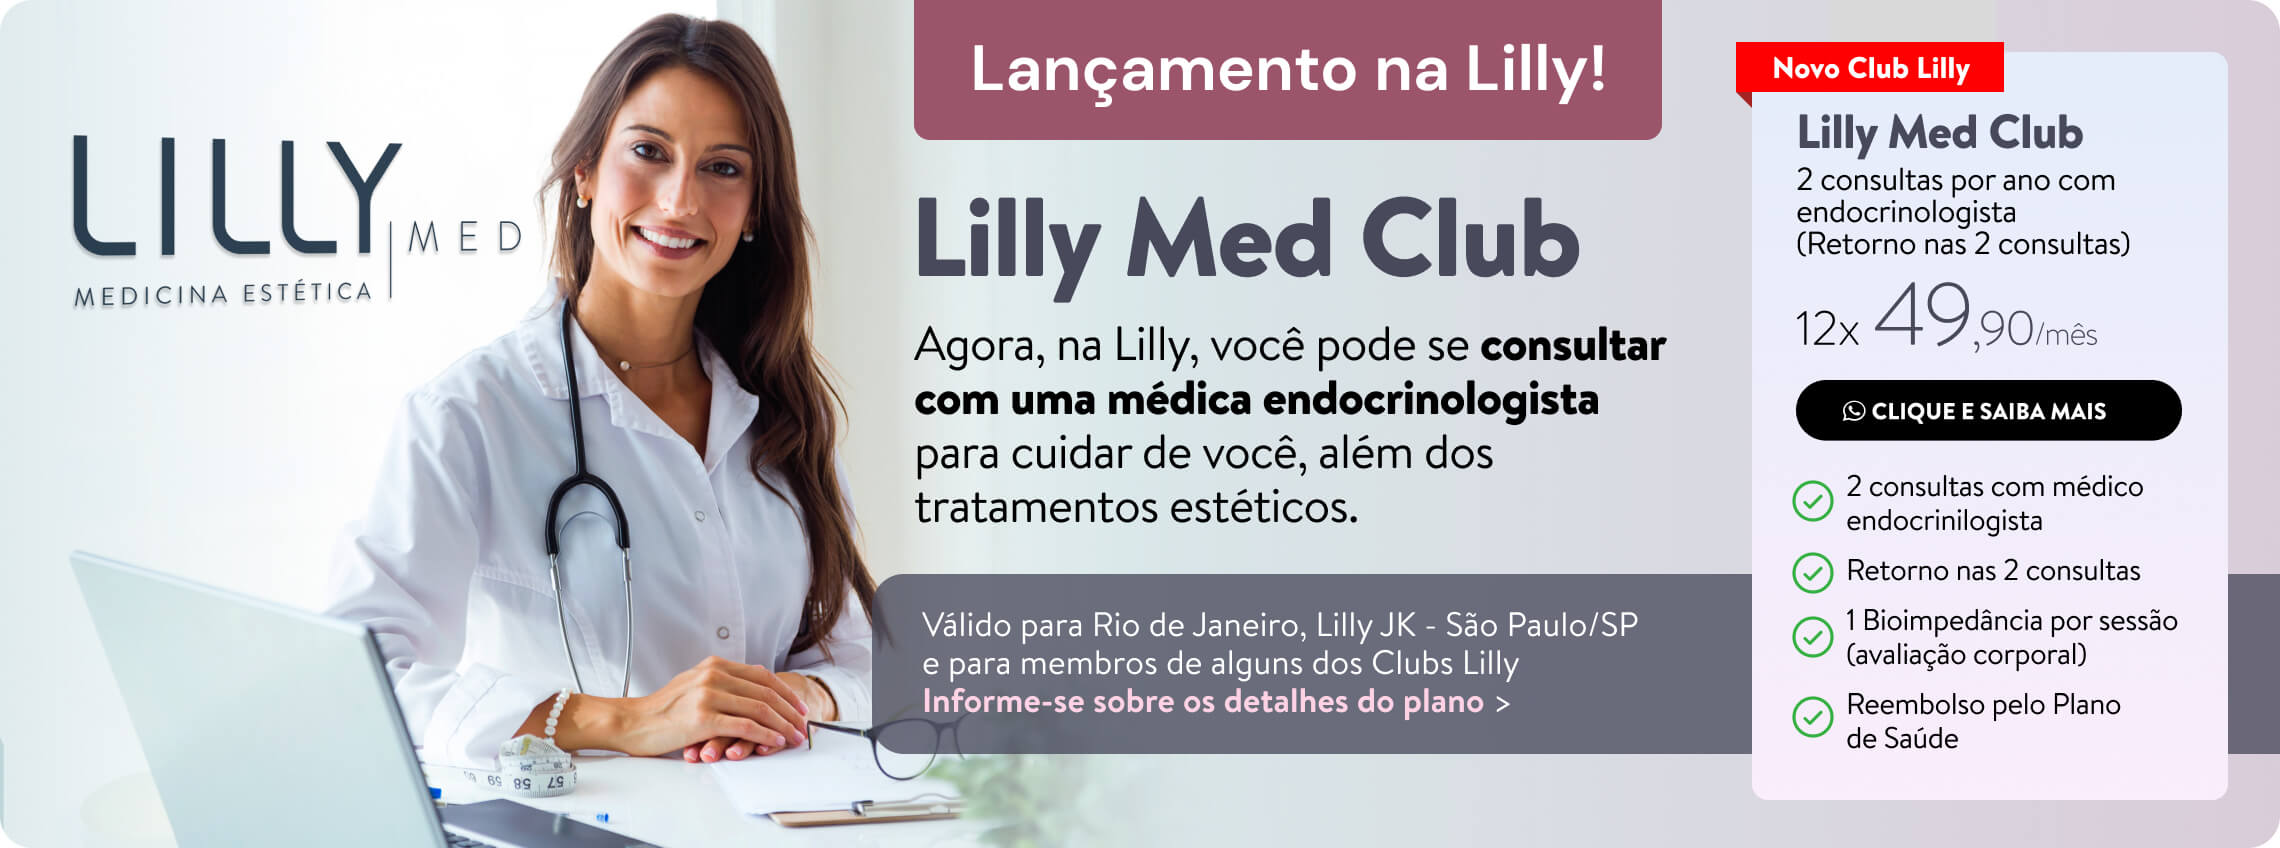 LILLY
MED
MEDICINA ESTÉTICA
Lançamento na Lilly!
Lilly Med Club
Agora, na Lilly, você pode se consultar
com uma médica endocrinologista
para cuidar de você, além dos
tratamentos estéticos.
Válido para Rio de Janeiro, Lilly JK - São Paulo/SP
e para membros de alguns dos Clubs Lilly
Informe-se sobre os detalhes do plano >
Novo Club Lilly
Lilly Med Club
2 consultas por ano com
endocrinologista
(Retorno nas 2 consultas)
12x 49,90/mês
CLIQUE E SAIBA MAIS
2 consultas com médico
endocrinilogista
Retorno nas 2 consultas
1 Bioimpedância por sessão
(avaliação corporal)
Reembolso pelo Plano
de Saúde
57 58 59